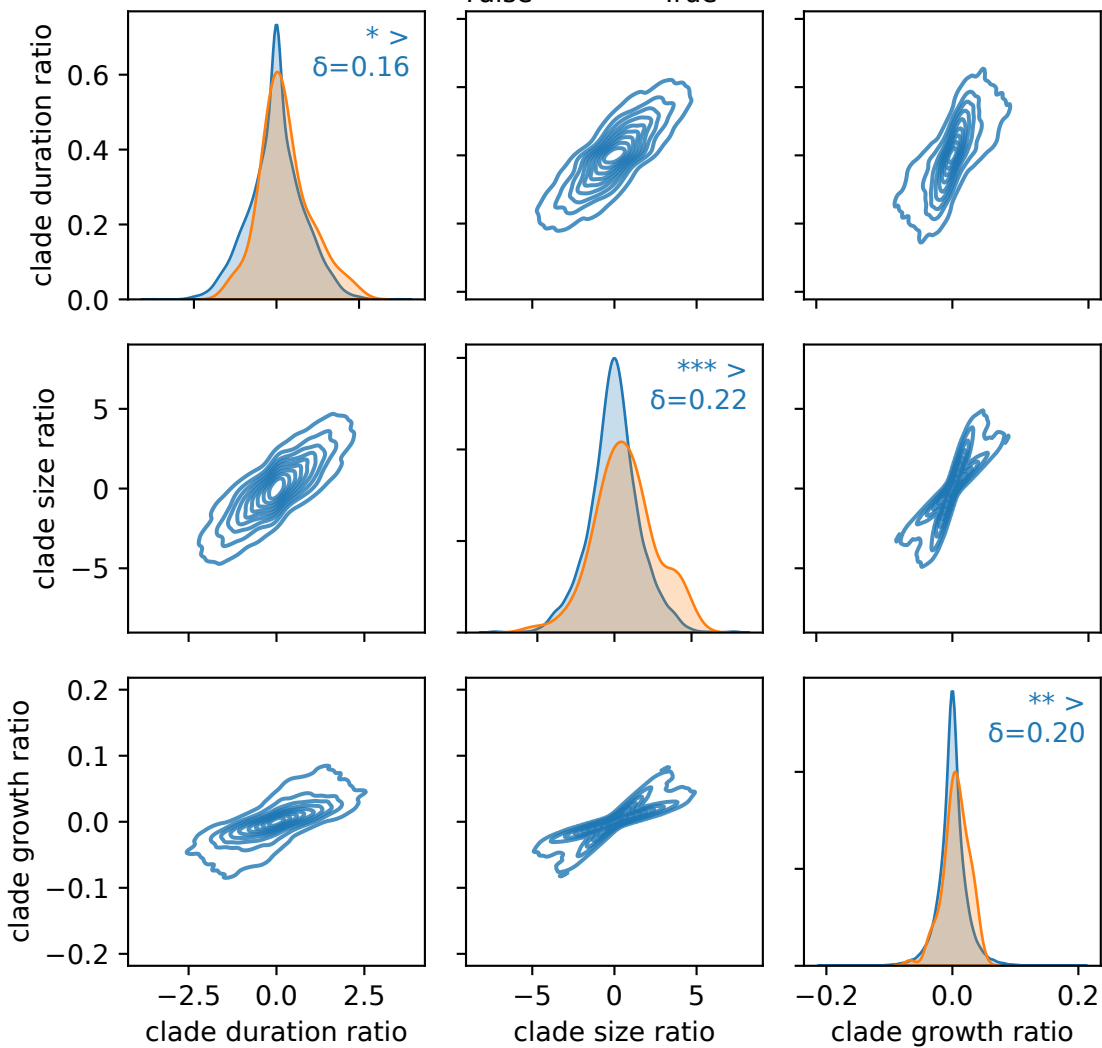 clade duration ratio
0.6
0.4
0.2
0.0
* >
δ=0.16
clade size ratio
5
0
−5
*** >
δ=0.22
clade growth ratio
0.2
0.1
0.0
−0.1
−0.2
** >
δ=0.20
−2.5 0.0 2.5
clade duration ratio
−5 0 5
clade size ratio
−0.2 0.0 0.2
clade growth ratio